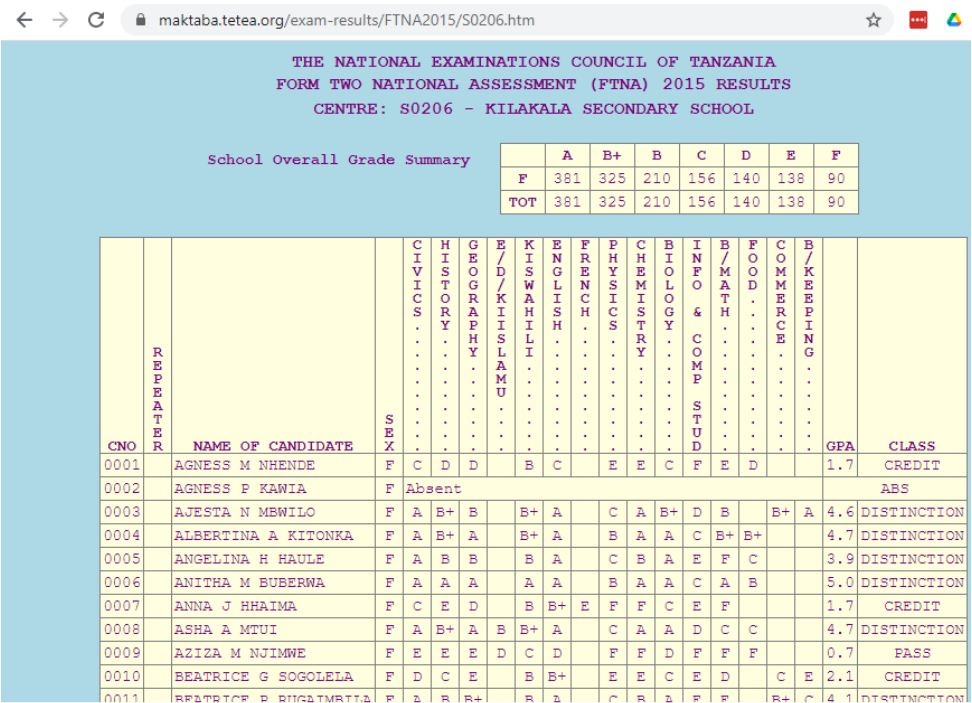 maktaba.tetea.org/exam-results/FTNA2015/S0206.htm
THE NATIONAL EXAMINATIONS COUNCIL OF TANZANIA
FORM TWO NATIONAL ASSESSMENT (FTNA) 2015 RESULTS
CENTRE: S0206 - KILAKALA SECONDARY SCHOOL
School Overall Grade Summary
A B+ B C D E F
F 381 325 210 156 140 138 90
TOT 381 325 210 156 140 138 90
CNO REPEATER NAME OF CANDIDATE SEX CIVICS HISTORY GEOGRAPHY E/D/KIISLAMU KISWAHILI ENGLISH FRENCH PHYSICS CHEMISTRY BIOLOGY INFO & COMP STUD B/MATH FOOD COMMERCE B/KEEPING GPA CLASS
0001 AGNESS M NHENDE F C D D B C E E C F E D 1.7 CREDIT
0002 AGNESS P KAWIA F Absent ABS
0003 AJESTA N MBWILO F A B+ B B+ A C A B+ D B B+ A 4.6 DISTINCTION
0004 ALBERTINA A KITONKA F A B+ A B+ A B A A C B+ B+ 4.7 DISTINCTION
0005 ANGELINA H HAULE F A B B B A C B A E F C 3.9 DISTINCTION
0006 ANITHA M BUBERWA F A A A A A B A A C A B 5.0 DISTINCTION
0007 ANNA J HHAIMA F C E D B B+ E F F C E F 1.7 CREDIT
0008 ASHA A MTUI F A B+ A B B+ A C A A D C C 4.7 DISTINCTION
0009 AZIZA M NJIMWE F E E E D C D F F D F F F 0.7 PASS
0010 BEATRICE G SOGOLELA F D C E B B+ E E C E D C E 2.1 CREDIT
0011 BEATRICE P RUGAIMBILA F A B B+ B A C B A E E B+ C 4.1 DISTINCTION